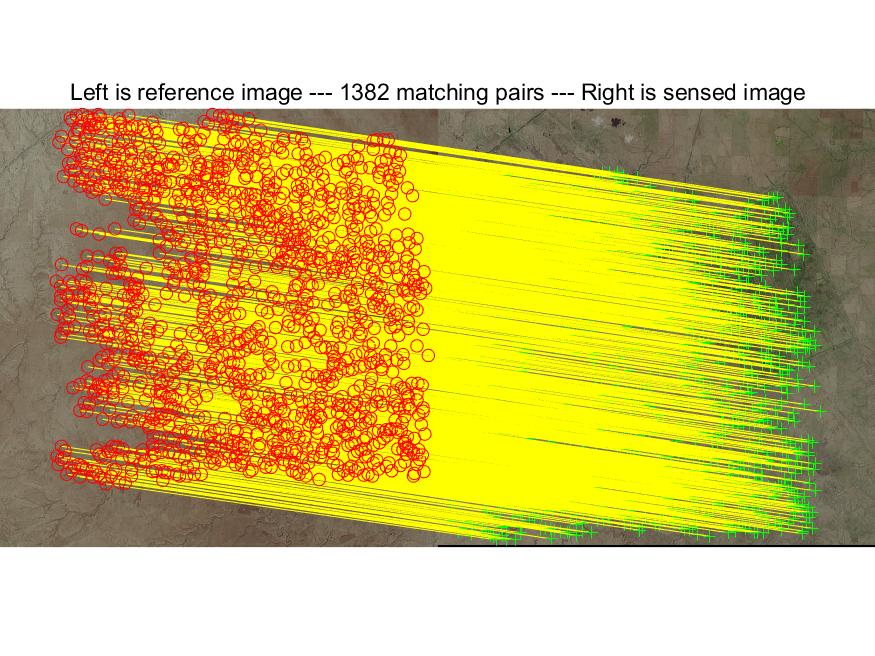 Left is reference image --- 1382 matching pairs --- Right is sensed image